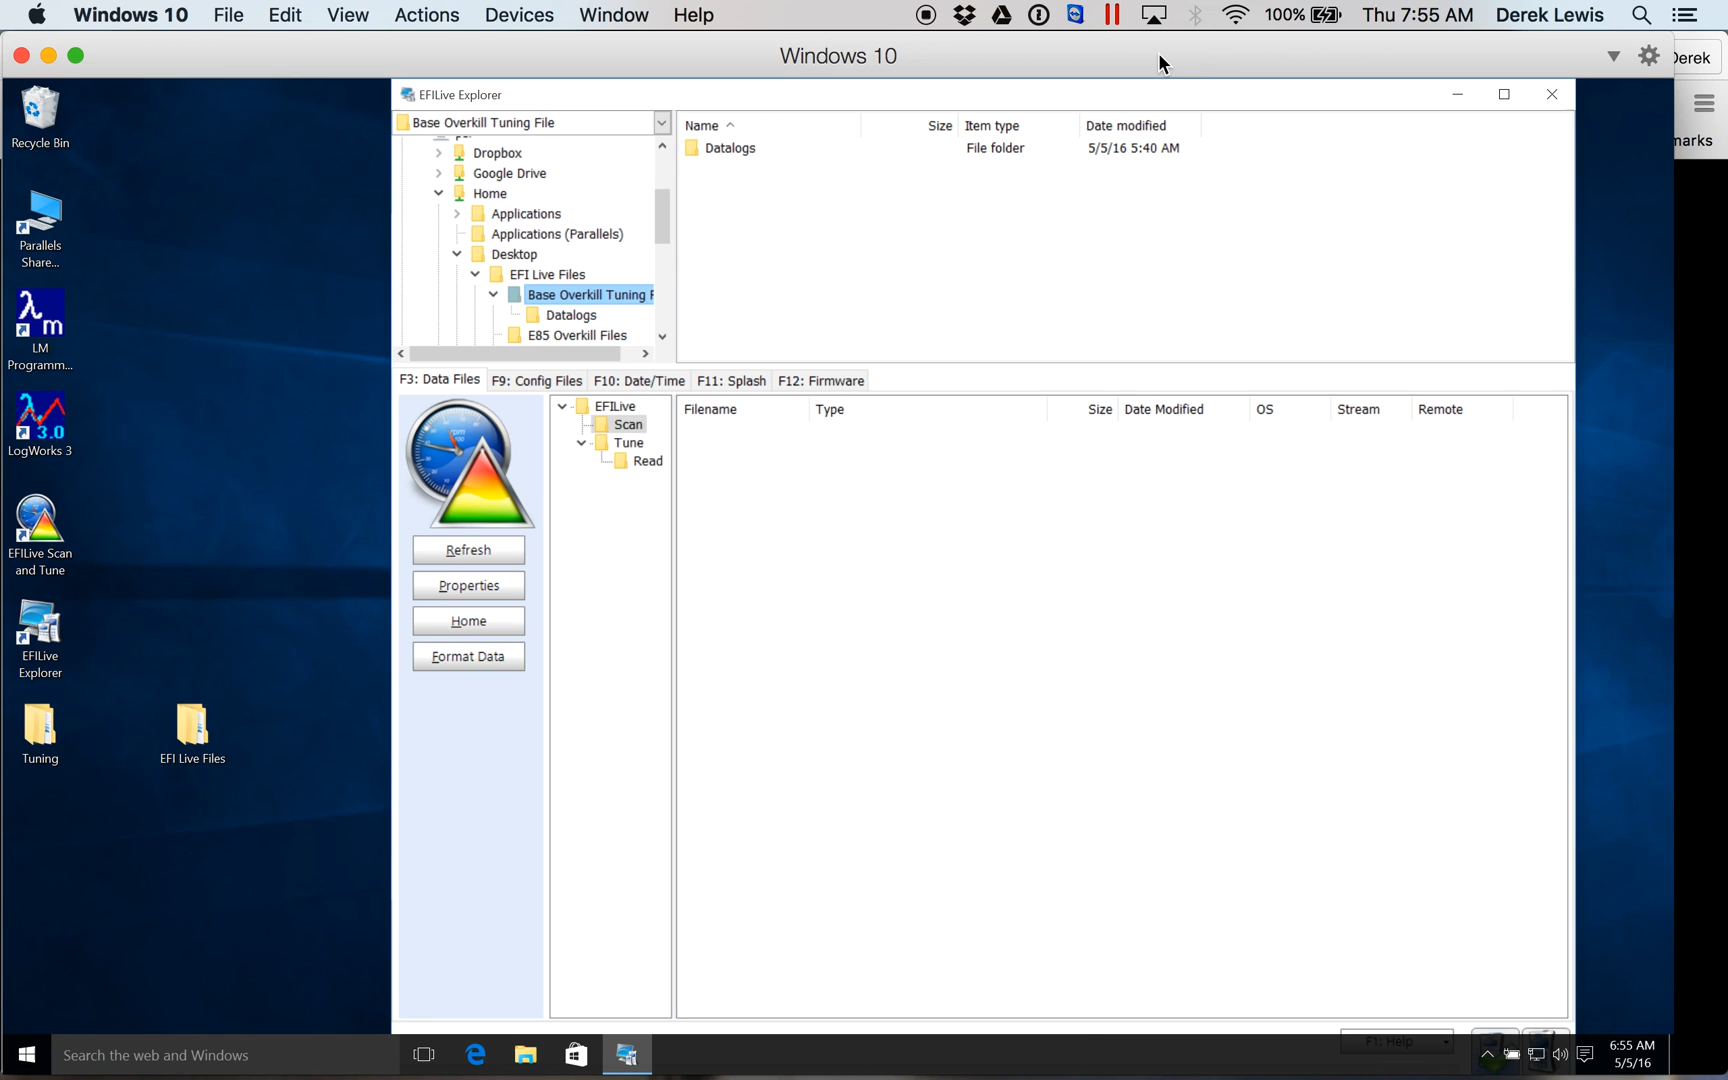 Windows 10 File Edit View Actions Devices Window Help 100% Thu 7:55 AM Derek Lewis
Windows 10
Derek
marks
Recycle Bin
Parallels
Share...
λ
m
LM
Programm...
3.0
LogWorks 3
EFILive Scan
and Tune
EFILive
Explorer
Tuning
EFI Live Files
EFILive Explorer
Base Overkill Tuning File
Dropbox
Google Drive
Home
Applications
Applications (Parallels)
Desktop
EFI Live Files
Base Overkill Tuning F
Datalogs
E85 Overkill Files
Name Size Item type Date modified
Datalogs File folder 5/5/16 5:40 AM
F3: Data Files F9: Config Files F10: Date/Time F11: Splash F12: Firmware
rpm
Refresh
Properties
Home
Format Data
EFILive
Scan
Tune
Read
Filename Type Size Date Modified OS Stream Remote
F1: Help
Search the web and Windows
6:55 AM
5/5/16